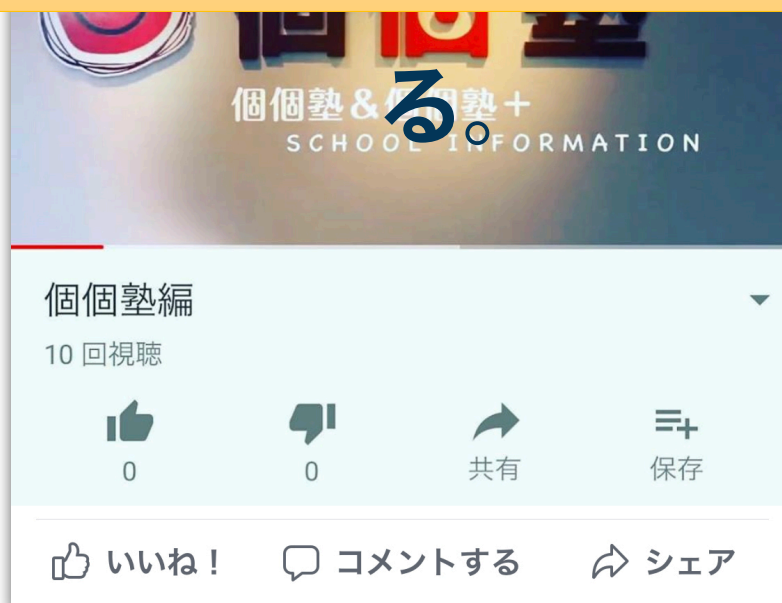 個個塾
個個塾&個個塾+
る。
SCHOOL INFORMATION
個個塾編
10 回視聴
0
0
共有
保存
いいね！
コメントする
シェア